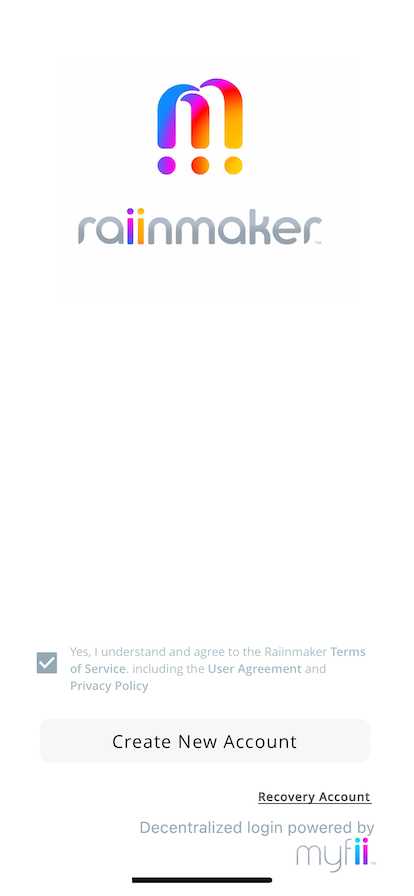 raiinmaker™
Yes, I understand and agree to the Raiinmaker Terms
of Service. including the User Agreement and
Privacy Policy
Create New Account
Recovery Account
Decentralized login powered by
myfii™